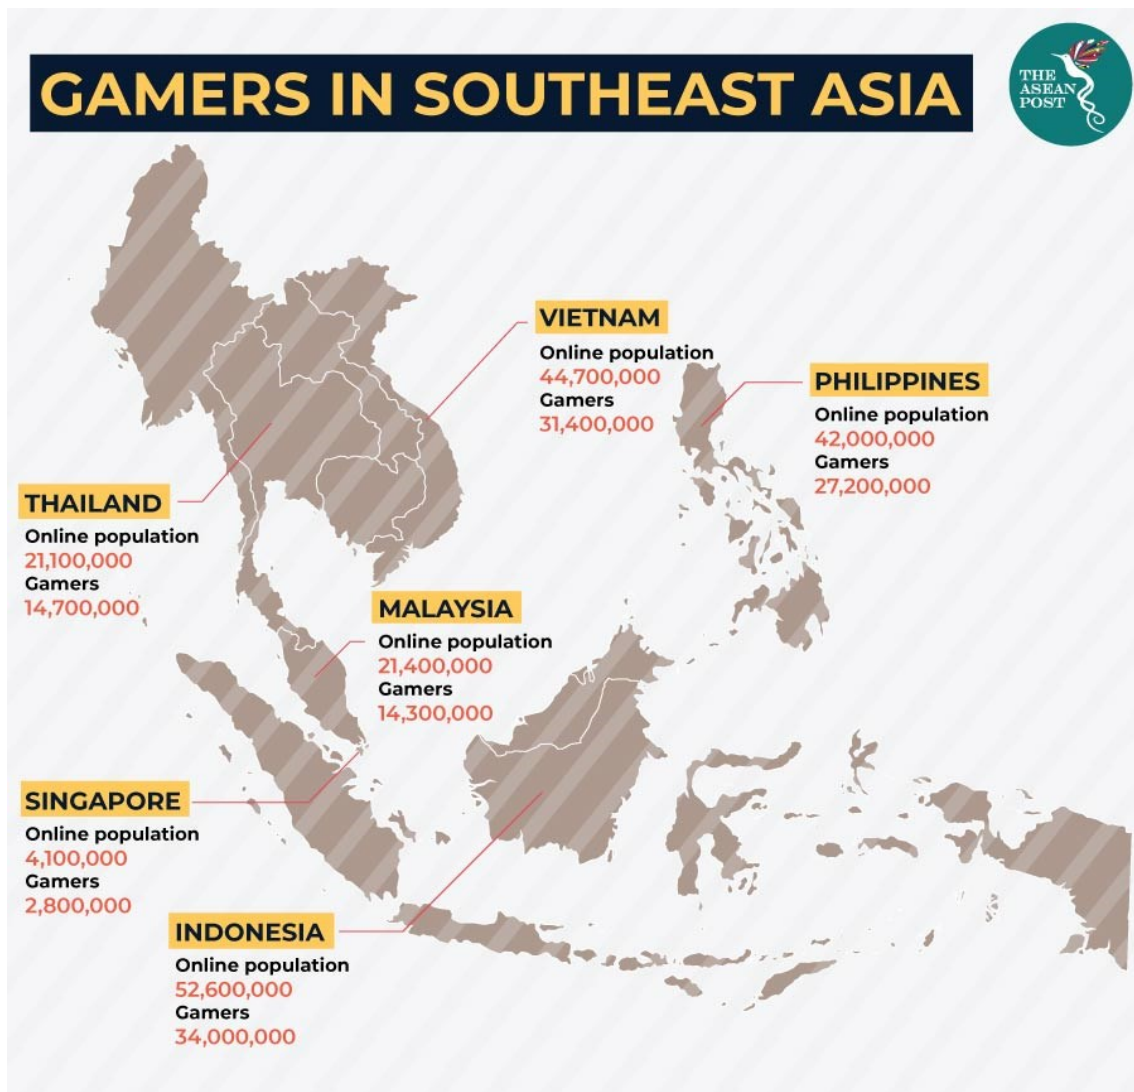 GAMERS IN SOUTHEAST ASIA
THE
ASEAN
POST
VIETNAM
Online population
44,700,000
Gamers
31,400,000
PHILIPPINES
Online population
42,000,000
Gamers
27,200,000
THAILAND
Online population
21,100,000
Gamers
14,700,000
MALAYSIA
Online population
21,400,000
Gamers
14,300,000
SINGAPORE
Online population
4,100,000
Gamers
2,800,000
INDONESIA
Online population
52,600,000
Gamers
34,000,000